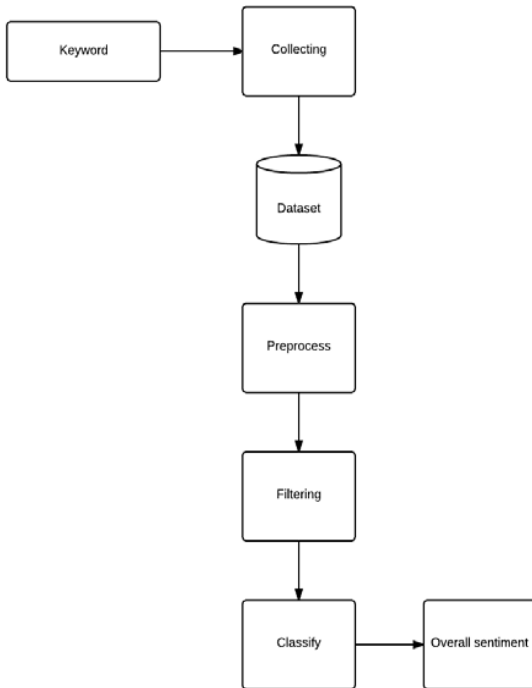 Keyword
Collecting
Dataset
Preprocess
Filtering
Classify
Overall sentiment